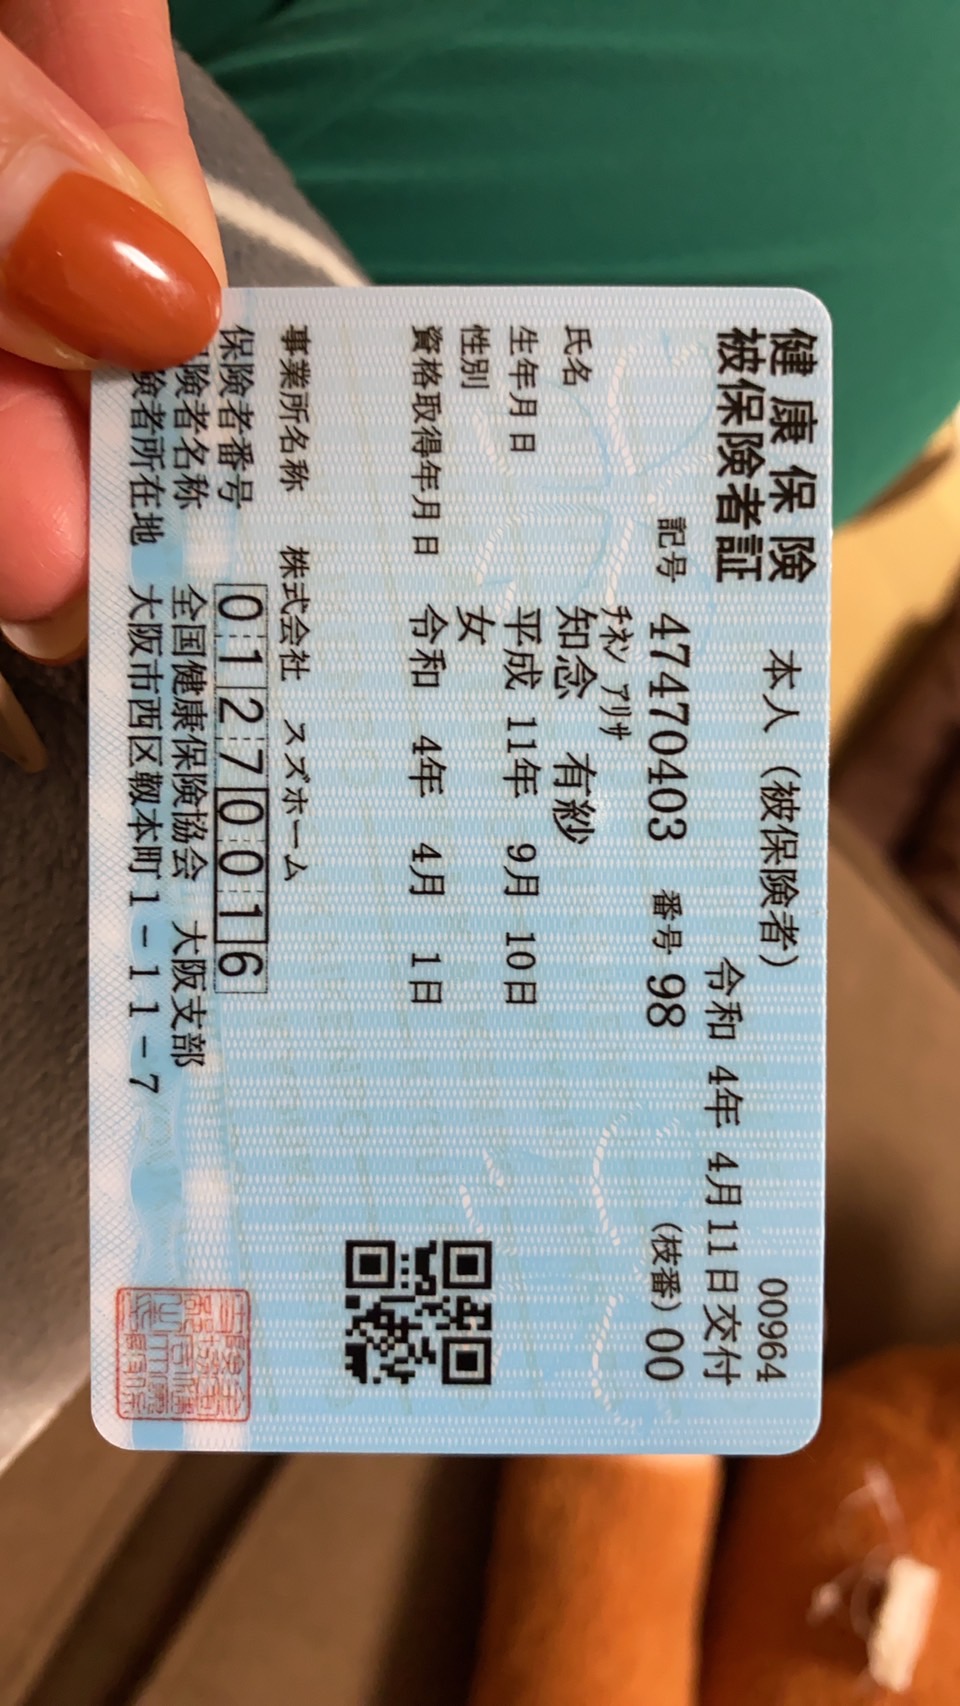 健康保険 本人（被保険者） 00964
被保険者証 令和 4年 4月11日交付
記号 47470403 番号 98 （枝番）00
ﾁﾈﾝ ｱﾘｻ
氏名 知念 有紗
生年月日 平成 11年 9月 10日
性別 女
資格取得年月日 令和 4年 4月 1日
事業所名称 株式会社 スズホーム
保険者番号 01270016
険者名称 全国健康保険協会 大阪支部
険者所在地 大阪市西区靱本町1－11－7